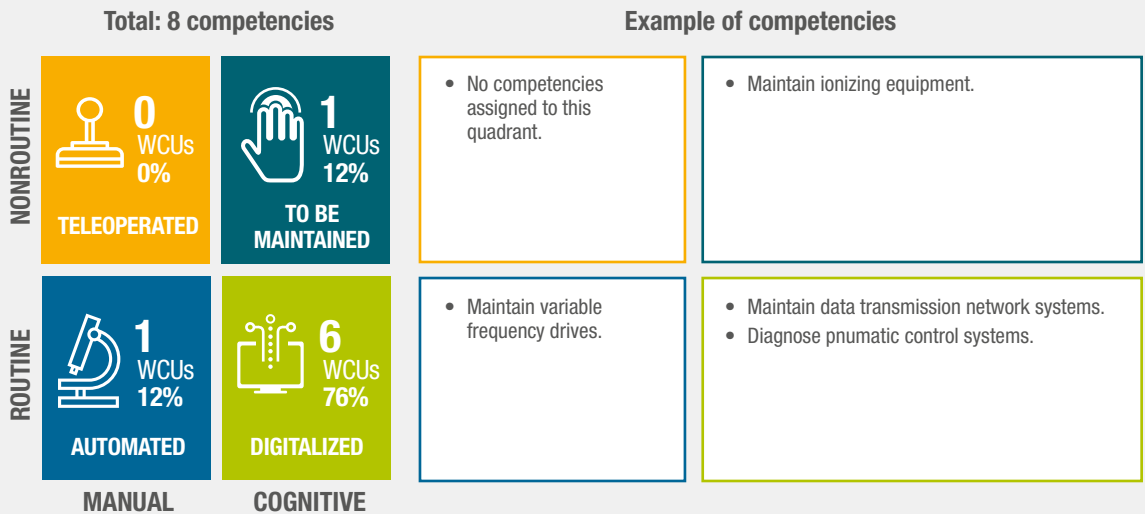 Total: 8 competencies
Example of competencies
NONROUTINE
0
WCUs
0%
TELEOPERATED
1
WCUs
12%
TO BE
MAINTAINED
• No competencies
assigned to this
quadrant.
• Maintain ionizing equipment.
ROUTINE
1
WCUs
12%
AUTOMATED
6
WCUs
76%
DIGITALIZED
• Maintain variable
frequency drives.
• Maintain data transmission network systems.
• Diagnose pnumatic control systems.
MANUAL
COGNITIVE